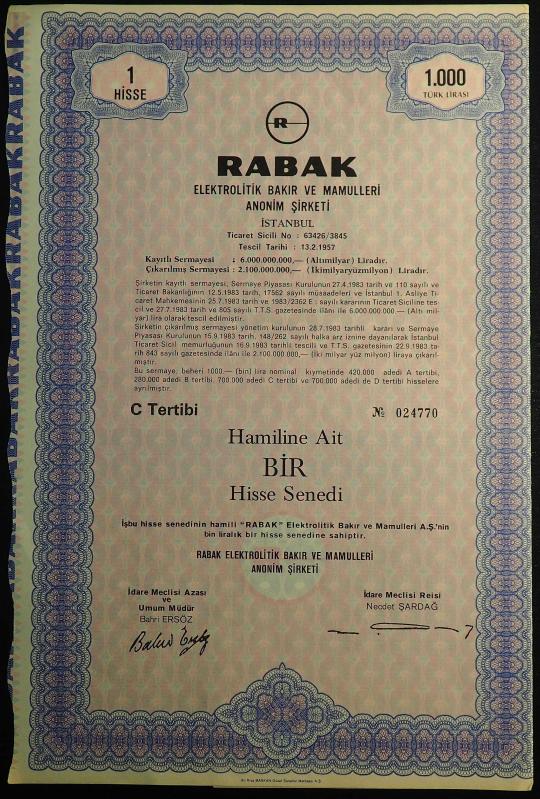 1
HİSSE
1.000
TÜRK LİRASI
R
RABAK
ELEKTROLİTİK BAKIR VE MAMULLERİ
ANONİM ŞİRKETİ
İSTANBUL
Ticaret Sicili No : 63426/3845
Tescil Tarihi : 13.2.1957
Kayıtlı Sermayesi : 6.000.000.000,— (Altımilyar) Liradır.
Çıkarılmış Sermayesi : 2.100.000.000,— (İkimilyaryüzmilyon) Liradır.
Şirketin kayıtlı sermayesi, Sermaye Piyasası Kurulunun 27.4.1983 tarih ve 110 sayılı ve
Ticaret Bakanlığının 12.5.1983 tarih, 17562 sayılı müsaadeleri ve İstanbul 1. Asliye Ti-
caret Mahkemesinin 25.7.1983 tarih ve 1983/2362 E : sayılı kararının Ticaret Siciline tes-
cil ve 27.7.1983 tarih ve 805 sayılı T.T.S. gazetesinde ilânı ile 6.000.000.000,— (Altı mil-
yar) lira olarak tescil edilmiştir.
Şirketin çıkarılmış sermayesi yönetim kurulunun 28.7.1983 tarihli kararı ve Sermaye
Piyasası Kurulunun 15.9.1983 tarih, 148/262 sayılı halka arz iznine dayanılarak İstanbul
Ticaret Sicil memurluğunun 16.9.1983 tarihli tescili ve T.T.S. gazetesinin 22.9.1983 ta-
rih 843 sayılı gazetesinde ilânı ile 2.100.000.000,— (İki milyar yüz milyon) liraya çıkarıl-
mıştır.
Bu sermaye, beheri 1000.— (bin) lira nominal kıymetinde 420.000 adedi A tertibi,
280.000 adedi B tertibi, 700.000 adedi C tertibi ve 700.000 adedi de D tertibi hisselere
ayrılmıştır.
C Tertibi
№ 024770
Hamiline Ait
BİR
Hisse Senedi
İşbu hisse senedinin hamili "RABAK" Elektrolitik Bakır ve Mamulleri A.Ş.'nin
bin liralık bir hisse senedine sahiptir.
RABAK ELEKTROLİTİK BAKIR VE MAMULLERİ
ANONİM ŞİRKETİ
İdare Meclisi Azası
ve
Umum Müdür
Bahri ERSÖZ
İdare Meclisi Reisi
Necdet ŞARDAĞ
RABAKRABAKRABAKRABAK